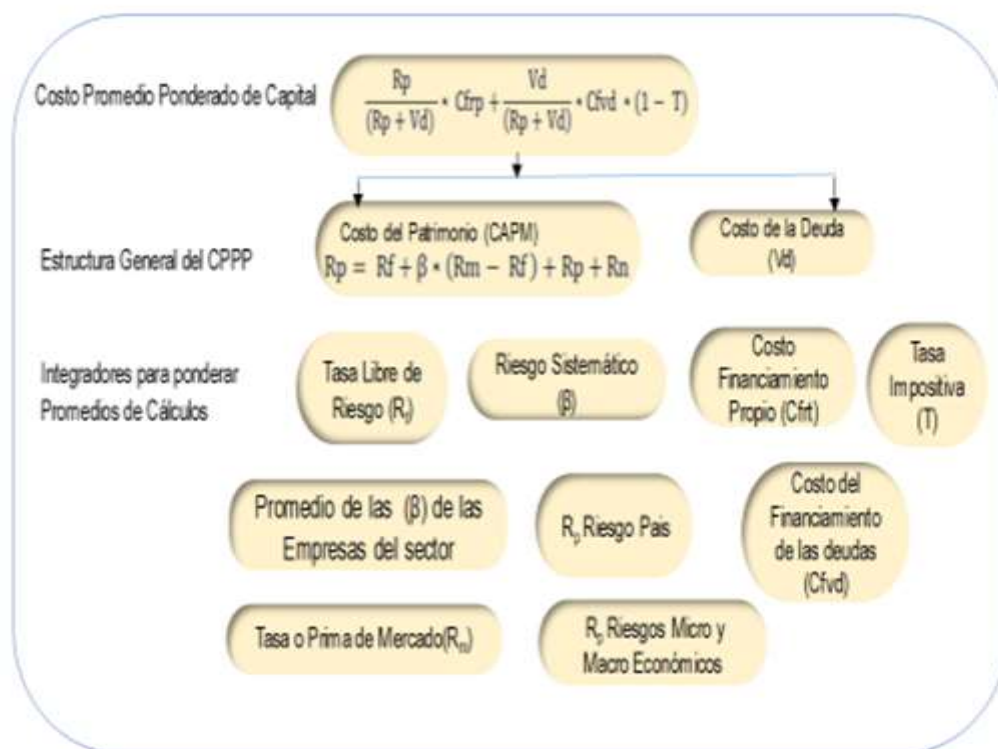 Costo Promedio Ponderado de Capital
Rp/(Rp + Vd) * Cfrp + Vd/(Rp + Vd) * Cfvd * (1 − T)
Estructura General del CPPP
Costo del Patrimonio (CAPM)
Rp = Rf + β * (Rm − Rf) + Rp + Rn
Costo de la Deuda
(Vd)
Integradores para ponderar
Promedios de Cálculos
Tasa Libre de
Riesgo (Rf)
Riesgo Sistemático
(β)
Costo
Financiamiento
Propio (Cfrt)
Tasa
Impositiva
(T)
Promedio de las (β) de las
Empresas del sector
Rp Riesgo Pais
Costo del
Financiamiento
de las deudas
(Cfvd)
Tasa o Prima de Mercado(Rm)
Riesgos Micro y
Macro Económicos